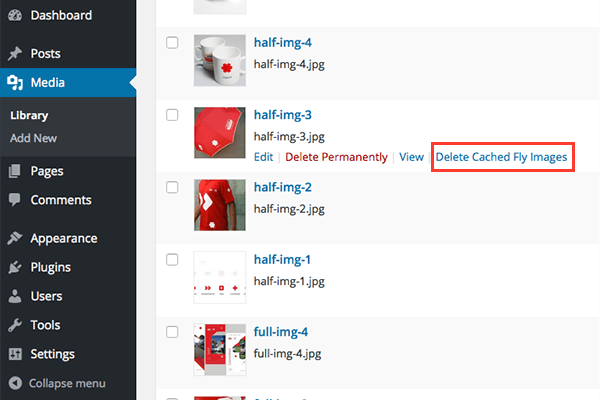 Dashboard
Posts
Media
Library
Add New
Pages
Comments
Appearance
Plugins
Users
Tools
Settings
Collapse menu
half-img-4
half-img-4.jpg
half-img-3
half-img-3.jpg
Edit | Delete Permanently | View | Delete Cached Fly Images
half-img-2
half-img-2.jpg
half-img-1
half-img-1.jpg
full-img-4
full-img-4.jpg